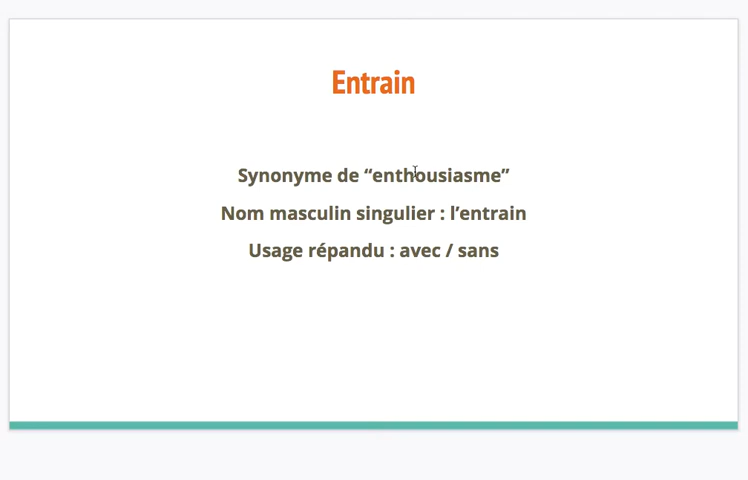 Entrain
Synonyme de “enthousiasme”
Nom masculin singulier : l’entrain
Usage répandu : avec / sans